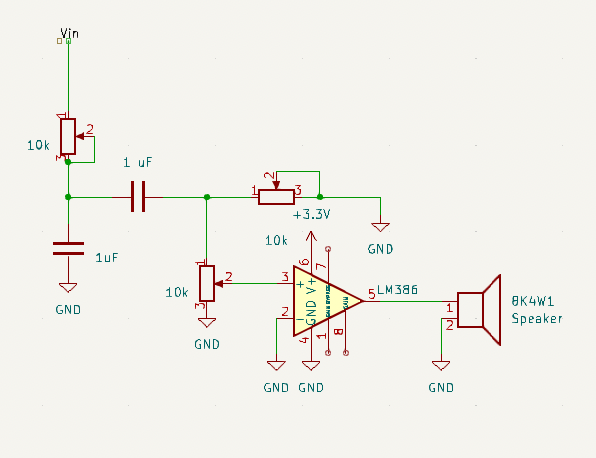 Vin
1
2
10k
3
1 uF
2
1
3
+3.3V
GND
10k
1uF
GND
1
10k
2
3
GND
6
7
3
+
V+
5
LM386
2
-
GND
4
1
8
GND
GND
1
2
8K4W1
Speaker
GND